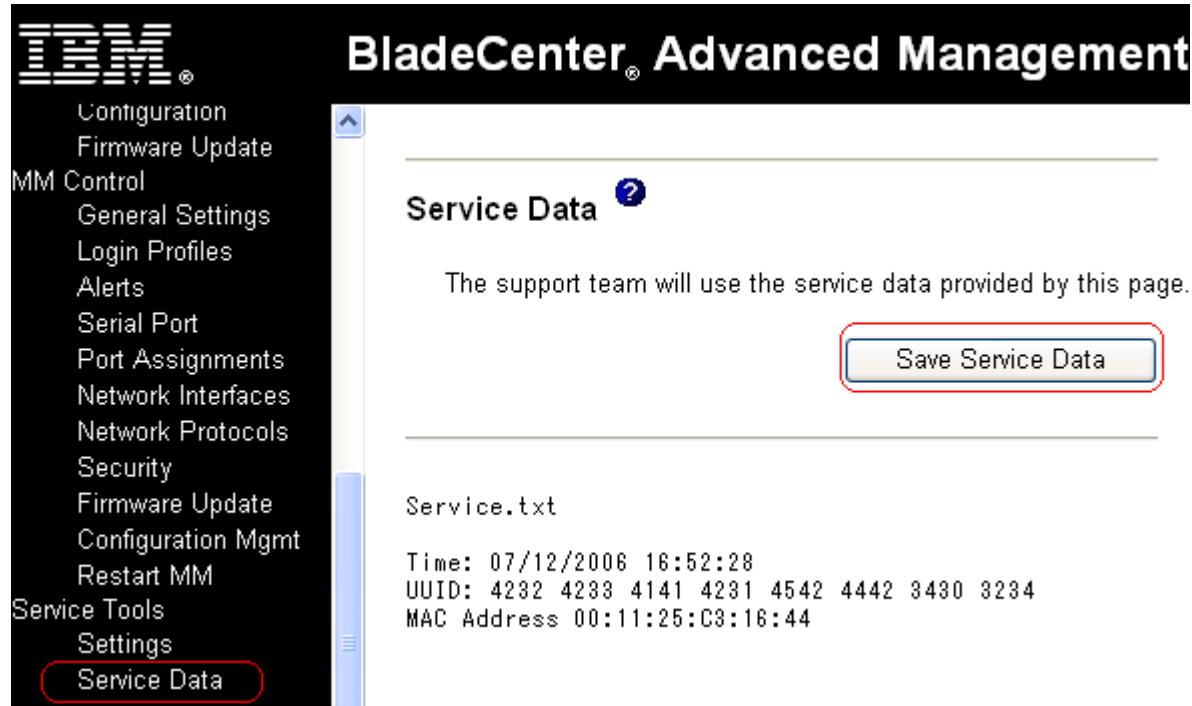 IBM®
BladeCenter® Advanced Management
Configuration
Firmware Update
MM Control
General Settings
Login Profiles
Alerts
Serial Port
Port Assignments
Network Interfaces
Network Protocols
Security
Firmware Update
Configuration Mgmt
Restart MM
Service Tools
Settings
Service Data
Service Data ?
The support team will use the service data provided by this page.
Save Service Data
Service.txt
Time: 07/12/2006 16:52:28
UUID: 4232 4233 4141 4231 4542 4442 3430 3234
MAC Address 00:11:25:C3:16:44